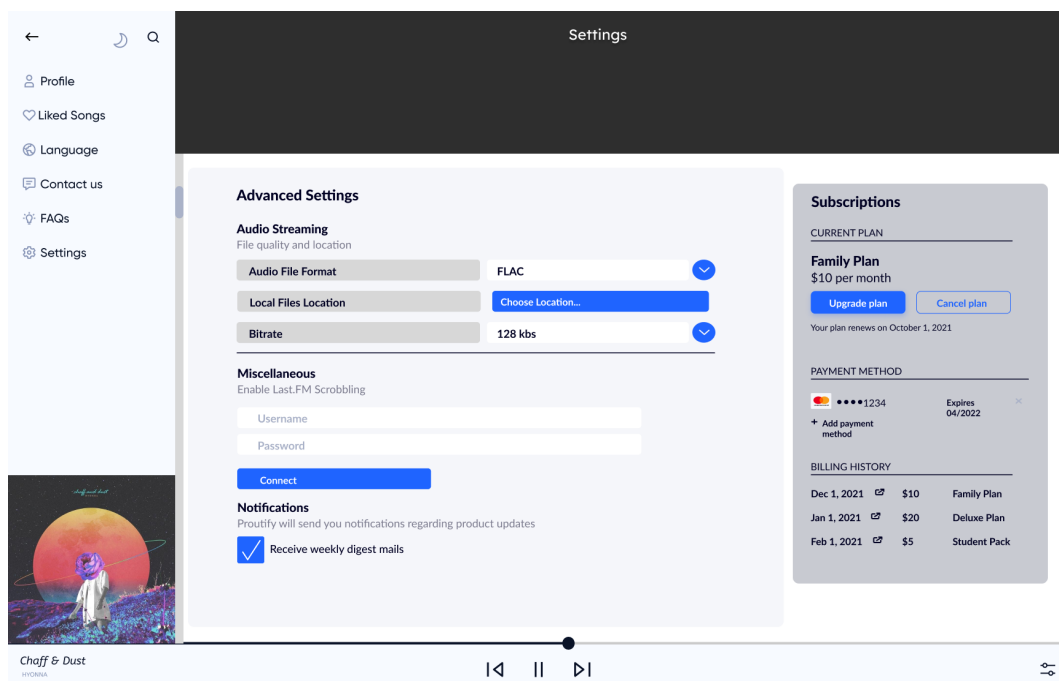 Settings
Profile
Liked Songs
Language
Contact us
FAQs
Settings
Advanced Settings
Audio Streaming
File quality and location
Audio File Format
FLAC
Local Files Location
Choose Location...
Bitrate
128 kbs
Miscellaneous
Enable Last.FM Scrobbling
Username
Password
Connect
Notifications
Proutify will send you notifications regarding product updates
Receive weekly digest mails
Subscriptions
CURRENT PLAN
Family Plan
$10 per month
Upgrade plan
Cancel plan
Your plan renews on October 1, 2021
PAYMENT METHOD
••••1234
Expires
04/2022
+ Add payment
method
BILLING HISTORY
Dec 1, 2021 $10 Family Plan
Jan 1, 2021 $20 Deluxe Plan
Feb 1, 2021 $5 Student Pack
chaff and dust
Chaff & Dust
HYONNA